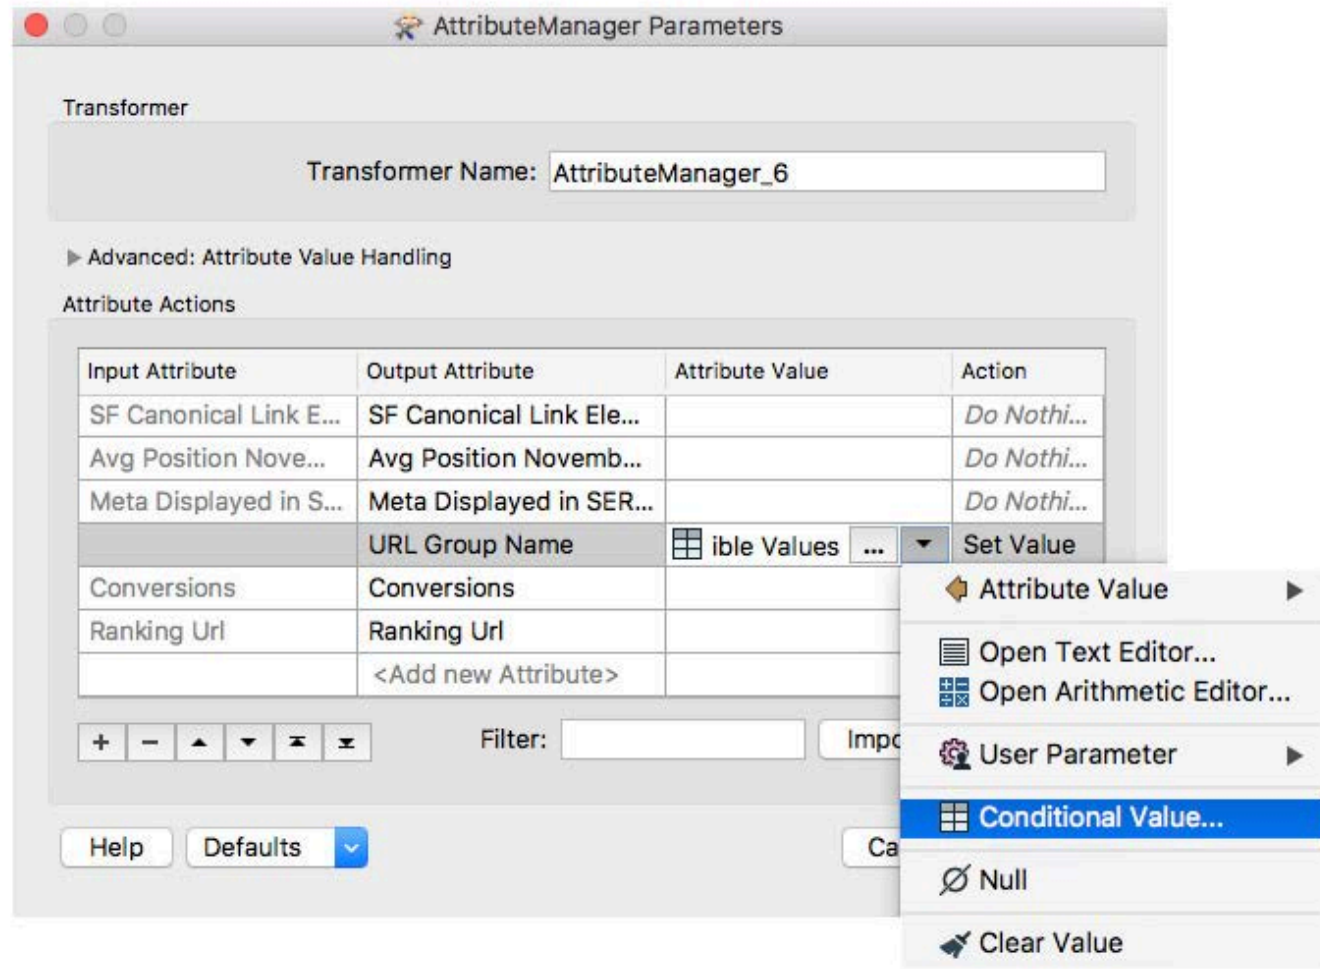 AttributeManager Parameters
Transformer
Transformer Name: AttributeManager_6
Advanced: Attribute Value Handling
Attribute Actions
Input Attribute Output Attribute Attribute Value Action
SF Canonical Link E... SF Canonical Link Ele... Do Nothi...
Avg Position Nove... Avg Position Novemb... Do Nothi...
Meta Displayed in S... Meta Displayed in SER... Do Nothi...
URL Group Name ible Values ... Set Value
Conversions Conversions
Ranking Url Ranking Url
<Add new Attribute>
Filter: Impo
Help Defaults Ca
Attribute Value
Open Text Editor...
Open Arithmetic Editor...
User Parameter
Conditional Value...
Null
Clear Value